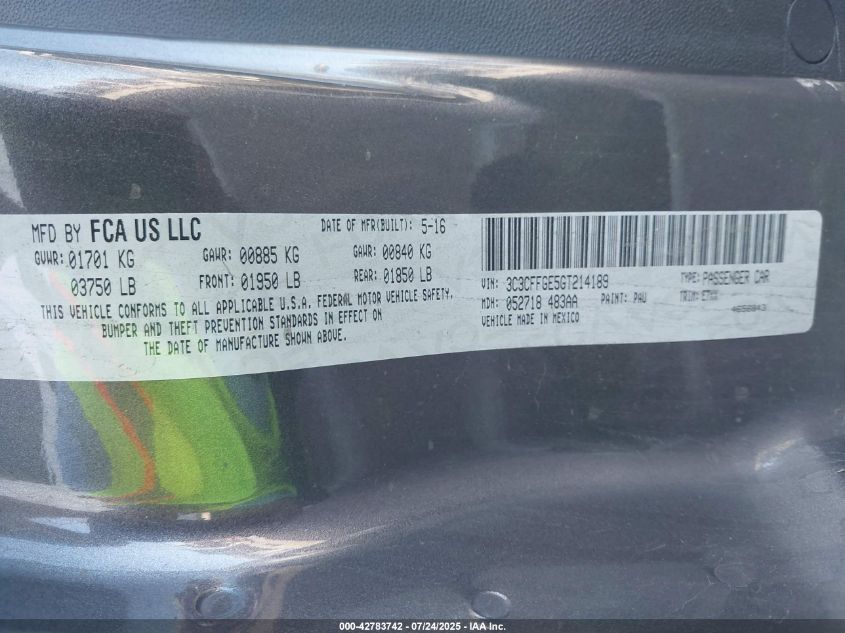 MFD BY FCA US LLC DATE OF MFR(BUILT): 5-16
GVWR: 01701 KG GAWR: 00885 KG GAWR: 00840 KG
03750 LB FRONT: 01950 LB REAR: 01850 LB
THIS VEHICLE CONFORMS TO ALL APPLICABLE U.S.A. FEDERAL MOTOR VEHICLE SAFETY,
BUMPER AND THEFT PREVENTION STANDARDS IN EFFECT ON
THE DATE OF MANUFACTURE SHOWN ABOVE.
VIN: 3C3CFFGE5GT214189 TYPE: PASSENGER CAR
MDH: 052718 483AA PAINT: PAU TRIM:
VEHICLE MADE IN MEXICO 4656843
000-42783742 / 07/24/2025 - IAA Inc.